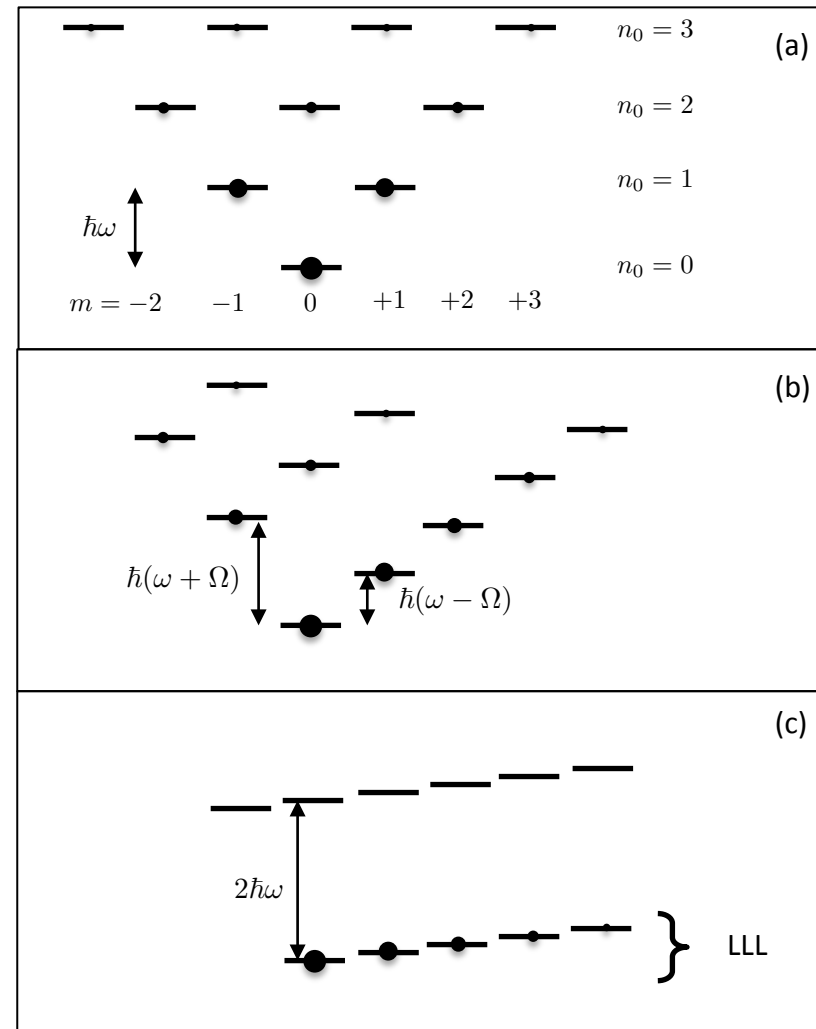 n₀ = 3
(a)
n₀ = 2
n₀ = 1
ħω
n₀ = 0
m = −2 −1 0 +1 +2 +3
(b)
ħ(ω + Ω)
ħ(ω − Ω)
(c)
2ħω
LLL